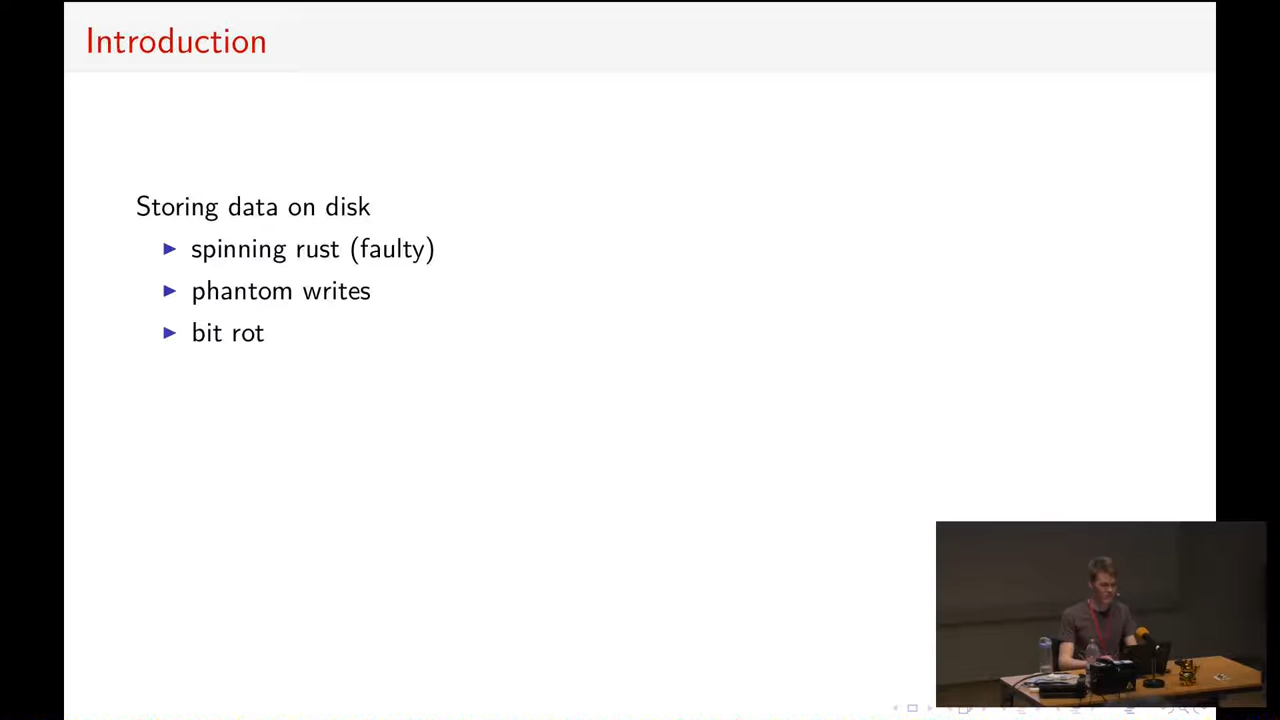 Introduction
Storing data on disk
spinning rust (faulty)
phantom writes
bit rot